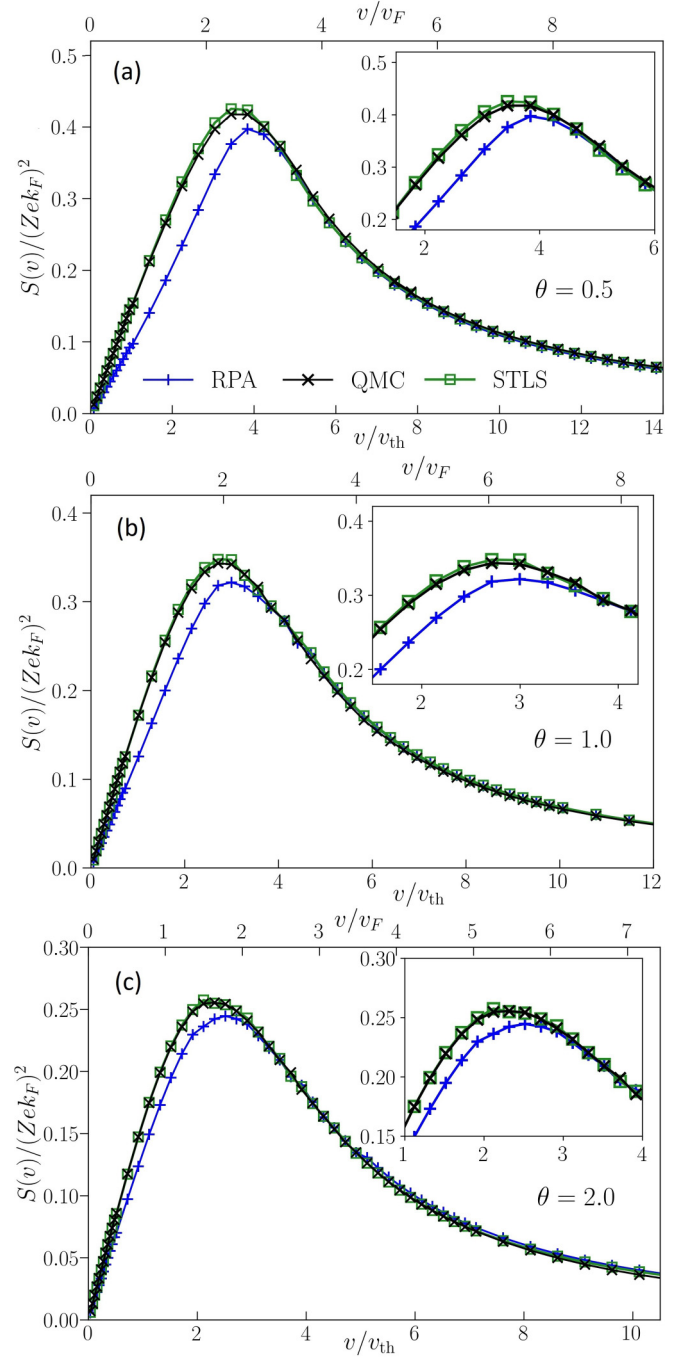 v/v_F
0 2 4 6 8
(a)
0.5
0.4
0.3
0.2
0.1
0.0
S(v)/(Zek_F)^2
0.5
0.4
0.3
0.2
2 4 6
θ = 0.5
RPA QMC STLS
0 2 4 6 8 10 12 14
v/v_th
v/v_F
0 2 4 6 8
(b)
0.4
0.3
0.2
0.1
0.0
S(v)/(Zek_F)^2
0.4
0.3
0.2
2 3 4
θ = 1.0
0 2 4 6 8 10 12
v/v_th
v/v_F
0 1 2 3 4 5 6 7
(c)
0.30
0.25
0.20
0.15
0.10
0.05
0.00
S(v)/(Zek_F)^2
0.30
0.25
0.20
0.15
1 2 3 4
θ = 2.0
0 2 4 6 8 10
v/v_th